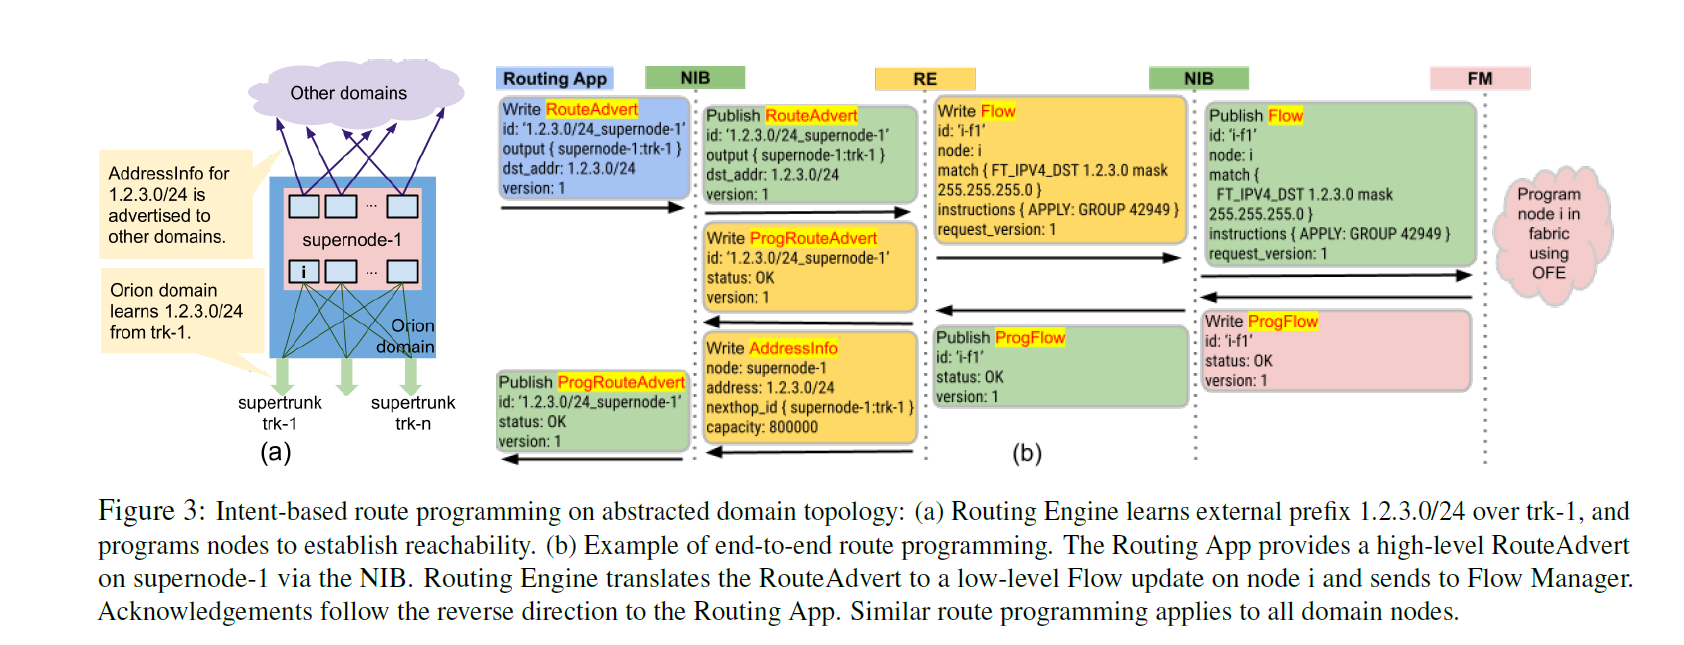 Other domains
AddressInfo for
1.2.3.0/24 is
advertised to
other domains.
...
supernode-1
i
...
Orion domain
learns 1.2.3.0/24
from trk-1.
Orion
domain
supertrunk
trk-1
supertrunk
trk-n
(a)
Routing App
NIB
RE
NIB
FM
Write RouteAdvert
id: '1.2.3.0/24_supernode-1'
output { supernode-1:trk-1 }
dst_addr: 1.2.3.0/24
version: 1
Publish RouteAdvert
id: '1.2.3.0/24_supernode-1'
output { supernode-1:trk-1 }
dst_addr: 1.2.3.0/24
version: 1
Write Flow
id: 'i-f1'
node: i
match { FT_IPV4_DST 1.2.3.0 mask
255.255.255.0 }
instructions { APPLY: GROUP 42949 }
request_version: 1
Publish Flow
id: 'i-f1'
node: i
match {
FT_IPV4_DST 1.2.3.0 mask
255.255.255.0 }
instructions { APPLY: GROUP 42949 }
request_version: 1
Program
node i in
fabric
using
OFE
Write ProgFlow
id: 'i-f1'
status: OK
version: 1
Publish ProgFlow
id: 'i-f1'
status: OK
version: 1
Write ProgRouteAdvert
id: '1.2.3.0/24_supernode-1'
status: OK
version: 1
Write AddressInfo
node: supernode-1
address: 1.2.3.0/24
nexthop_id { supernode-1:trk-1 }
capacity: 800000
Publish ProgRouteAdvert
id: '1.2.3.0/24_supernode-1'
status: OK
version: 1
(b)
Figure 3: Intent-based route programming on abstracted domain topology: (a) Routing Engine learns external prefix 1.2.3.0/24 over trk-1, and
programs nodes to establish reachability. (b) Example of end-to-end route programming. The Routing App provides a high-level RouteAdvert
on supernode-1 via the NIB. Routing Engine translates the RouteAdvert to a low-level Flow update on node i and sends to Flow Manager.
Acknowledgements follow the reverse direction to the Routing App. Similar route programming applies to all domain nodes.